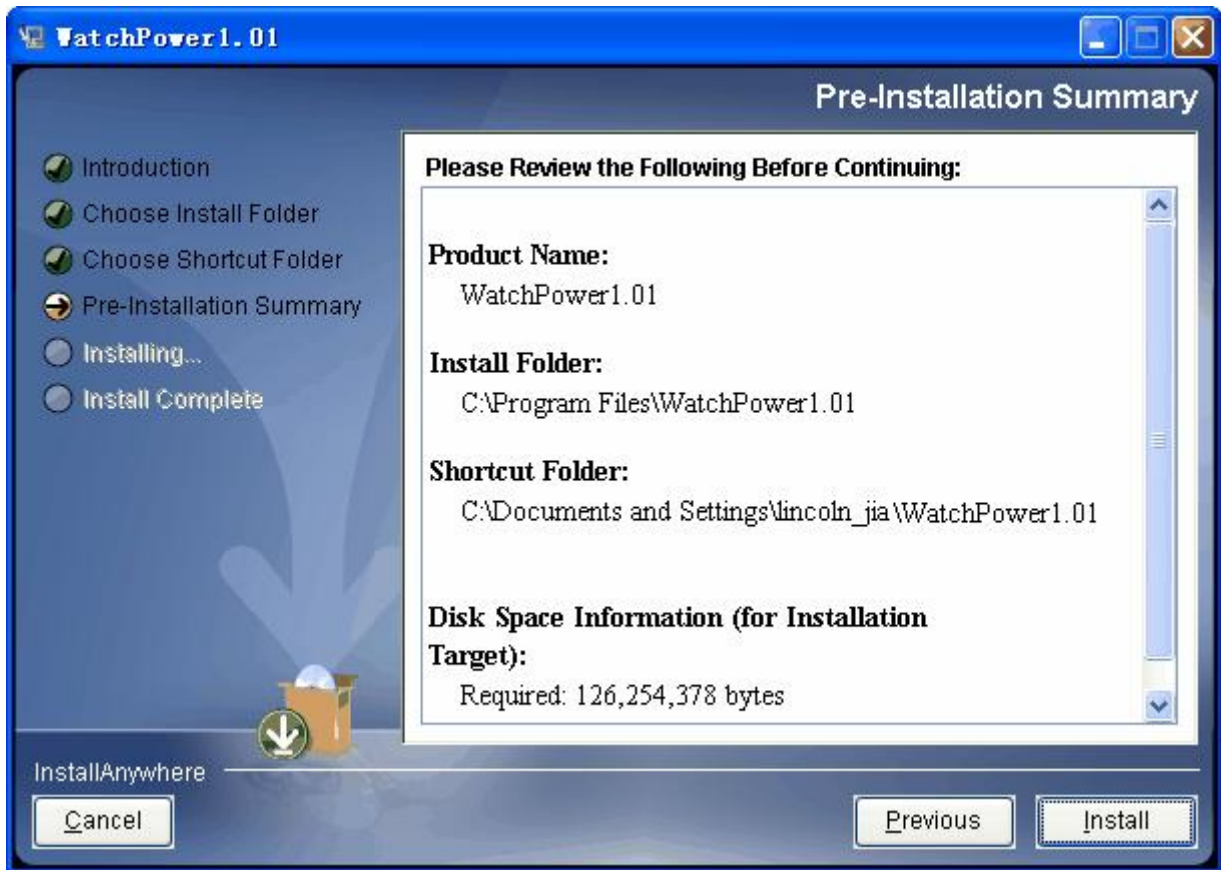 WatchPower1.01
Pre-Installation Summary
Introduction
Choose Install Folder
Choose Shortcut Folder
Pre-Installation Summary
Installing...
Install Complete
Please Review the Following Before Continuing:
Product Name:
WatchPower1.01
Install Folder:
C:\Program Files\WatchPower1.01
Shortcut Folder:
C:\Documents and Settings\lincoln_jia\WatchPower1.01
Disk Space Information (for Installation
Target):
Required: 126,254,378 bytes
InstallAnywhere
Cancel
Previous
Install